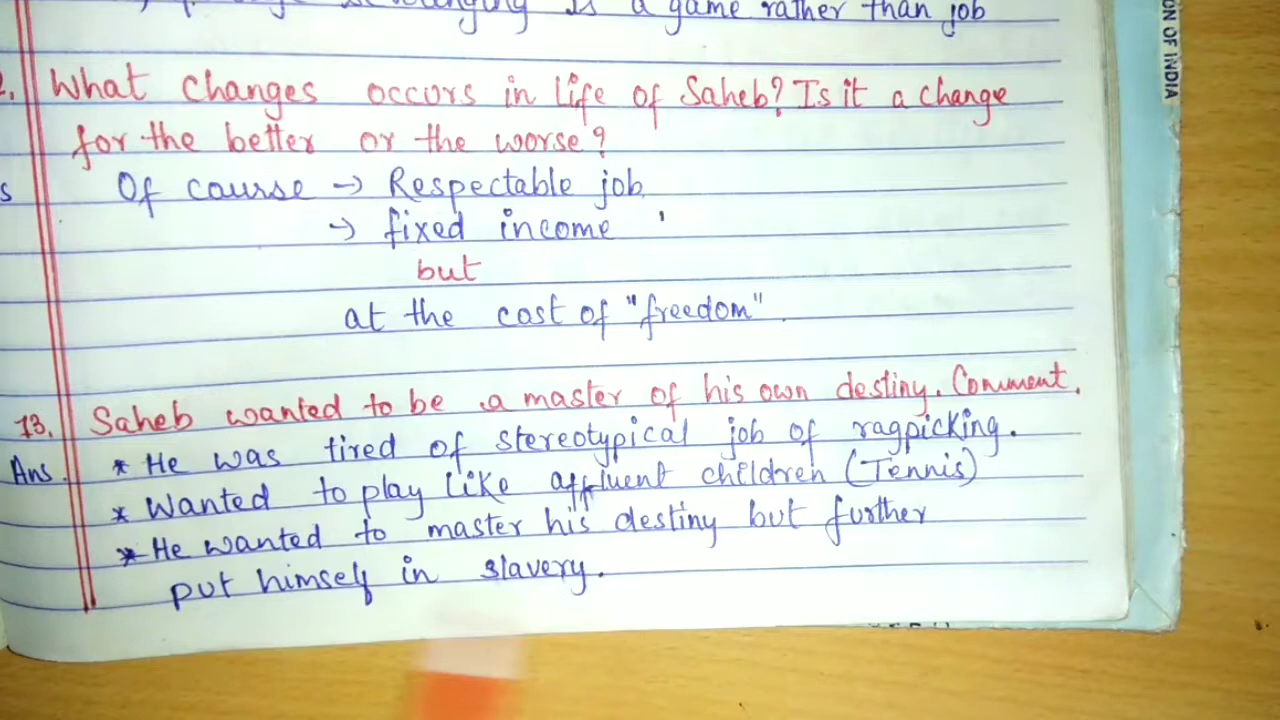 is a game rather than job
What changes occurs in life of Saheb? Is it a change
for the better or the worse?
s Of course → Respectable job
→ fixed income
but
at the cost of "freedom".
13. Saheb wanted to be a master of his own destiny. Comment.
Ans. * He was tired of stereotypical job of ragpicking.
* Wanted to play like affluent children (Tennis)
* He wanted to master his destiny but further
put himself in slavery.
ON OF INDIA